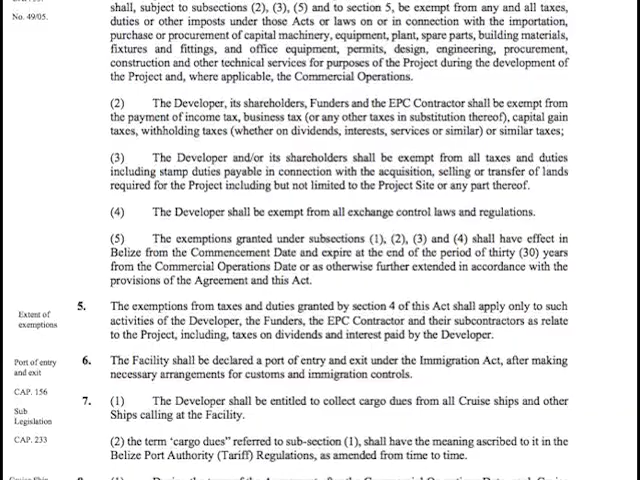 shall, subject to subsections (2), (3), (5) and to section 5, be exempt from any and all taxes,
No. 49/05.
duties or other imposts under those Acts or laws on or in connection with the importation,
purchase or procurement of capital machinery, equipment, plant, spare parts, building materials,
fixtures and fittings, and office equipment, permits, design, engineering, procurement,
construction and other technical services for purposes of the Project during the development of
the Project and, where applicable, the Commercial Operations.
(2) The Developer, its shareholders, Funders and the EPC Contractor shall be exempt from
the payment of income tax, business tax (or any other taxes in substitution thereof), capital gain
taxes, withholding taxes (whether on dividends, interests, services or similar) or similar taxes;
(3) The Developer and/or its shareholders shall be exempt from all taxes and duties
including stamp duties payable in connection with the acquisition, selling or transfer of lands
required for the Project including but not limited to the Project Site or any part thereof.
(4) The Developer shall be exempt from all exchange control laws and regulations.
(5) The exemptions granted under subsections (1), (2), (3) and (4) shall have effect in
Belize from the Commencement Date and expire at the end of the period of thirty (30) years
from the Commercial Operations Date or as otherwise further extended in accordance with the
provisions of the Agreement and this Act.
Extent of
exemptions
5. The exemptions from taxes and duties granted by section 4 of this Act shall apply only to such
activities of the Developer, the Funders, the EPC Contractor and their subcontractors as relate
to the Project, including, taxes on dividends and interest paid by the Developer.
Port of entry
and exit
CAP. 156
6. The Facility shall be declared a port of entry and exit under the Immigration Act, after making
necessary arrangements for customs and immigration controls.
Sub
Legislation
CAP. 233
7. (1) The Developer shall be entitled to collect cargo dues from all Cruise ships and other
Ships calling at the Facility.
(2) the term ‘cargo dues” referred to sub-section (1), shall have the meaning ascribed to it in the
Belize Port Authority (Tariff) Regulations, as amended from time to time.